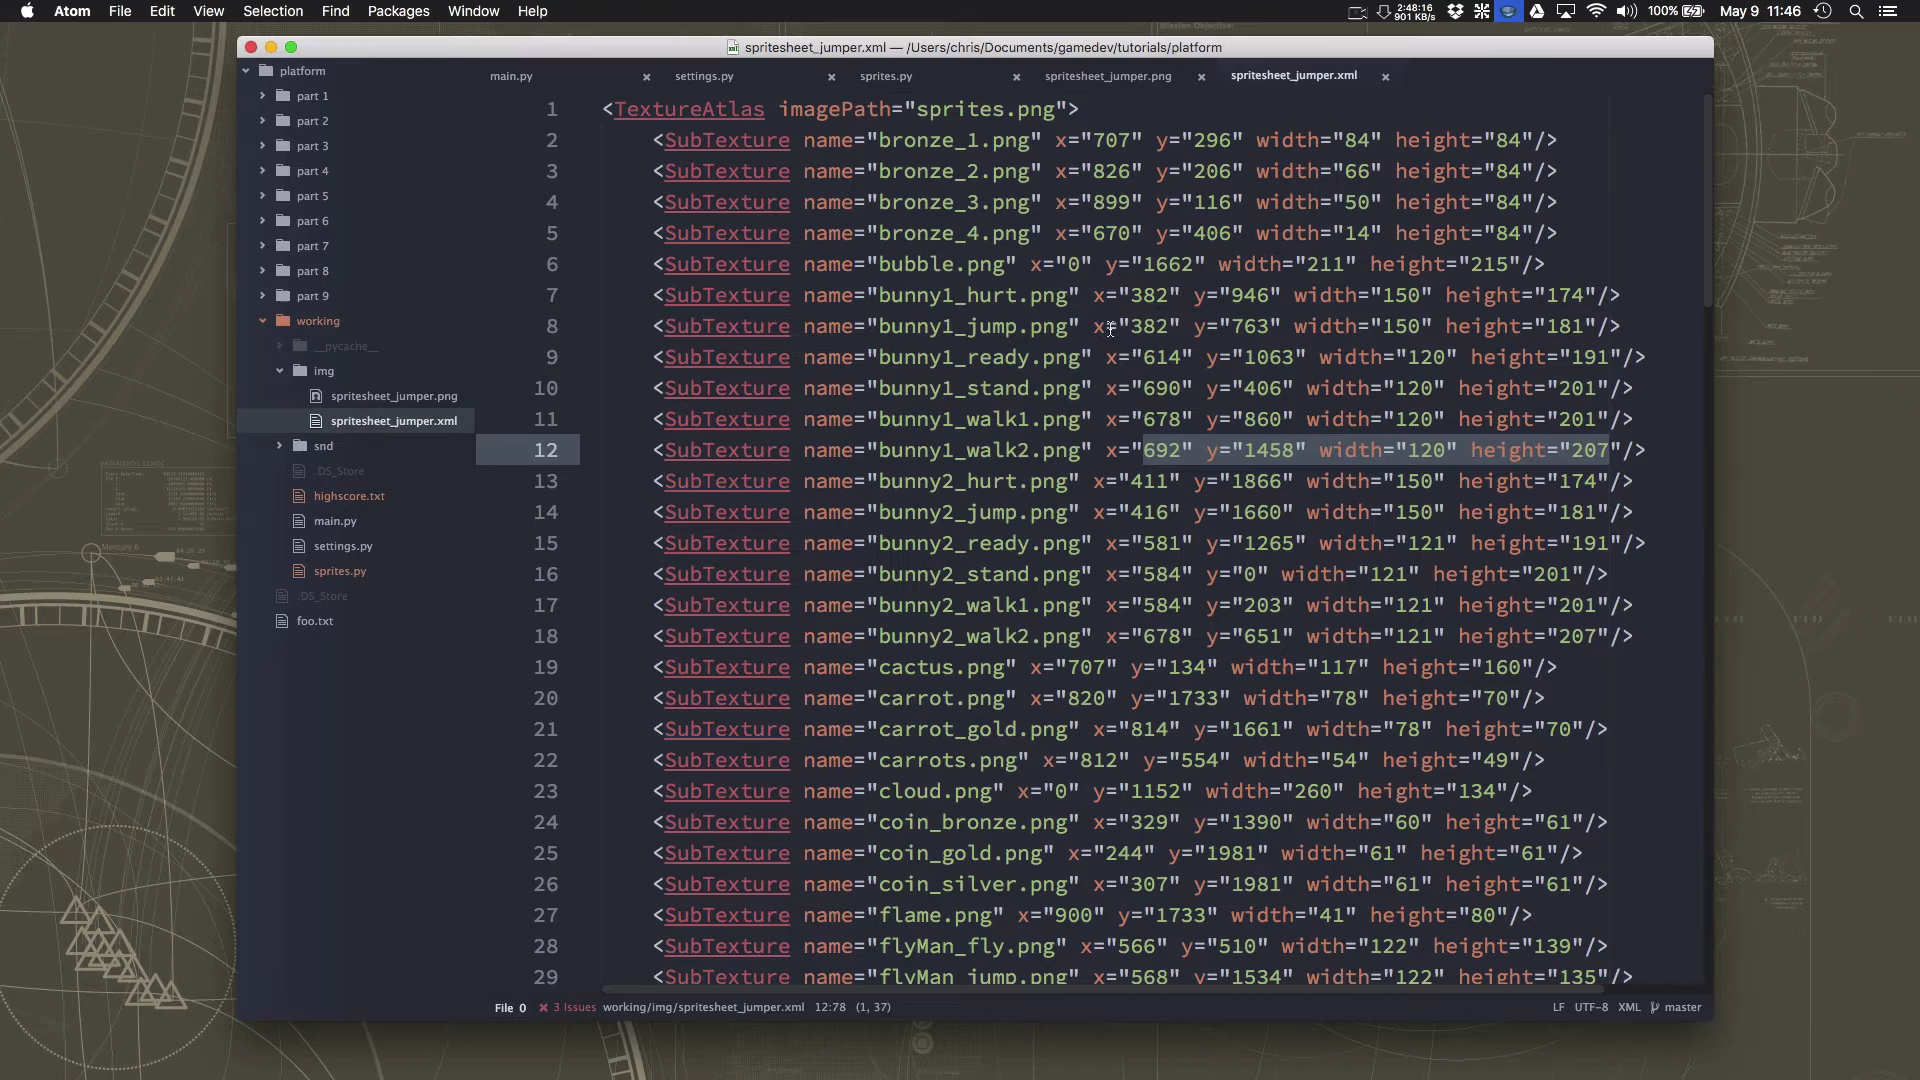 Atom File Edit View Selection Find Packages Window Help 2:48:16 901 KB/s 100% May 9 11:46
spritesheet_jumper.xml — /Users/chris/Documents/gamedev/tutorials/platform
main.py settings.py sprites.py spritesheet_jumper.png spritesheet_jumper.xml
platform
part 1
part 2
part 3
part 4
part 5
part 6
part 7
part 8
part 9
working
__pycache__
img
spritesheet_jumper.png
spritesheet_jumper.xml
snd
.DS_Store
highscore.txt
main.py
settings.py
sprites.py
.DS_Store
foo.txt
1 <TextureAtlas imagePath="sprites.png">
2 <SubTexture name="bronze_1.png" x="707" y="296" width="84" height="84"/>
3 <SubTexture name="bronze_2.png" x="826" y="206" width="66" height="84"/>
4 <SubTexture name="bronze_3.png" x="899" y="116" width="50" height="84"/>
5 <SubTexture name="bronze_4.png" x="670" y="406" width="14" height="84"/>
6 <SubTexture name="bubble.png" x="0" y="1662" width="211" height="215"/>
7 <SubTexture name="bunny1_hurt.png" x="382" y="946" width="150" height="174"/>
8 <SubTexture name="bunny1_jump.png" x="382" y="763" width="150" height="181"/>
9 <SubTexture name="bunny1_ready.png" x="614" y="1063" width="120" height="191"/>
10 <SubTexture name="bunny1_stand.png" x="690" y="406" width="120" height="201"/>
11 <SubTexture name="bunny1_walk1.png" x="678" y="860" width="120" height="201"/>
12 <SubTexture name="bunny1_walk2.png" x="692" y="1458" width="120" height="207"/>
13 <SubTexture name="bunny2_hurt.png" x="411" y="1866" width="150" height="174"/>
14 <SubTexture name="bunny2_jump.png" x="416" y="1660" width="150" height="181"/>
15 <SubTexture name="bunny2_ready.png" x="581" y="1265" width="121" height="191"/>
16 <SubTexture name="bunny2_stand.png" x="584" y="0" width="121" height="201"/>
17 <SubTexture name="bunny2_walk1.png" x="584" y="203" width="121" height="201"/>
18 <SubTexture name="bunny2_walk2.png" x="678" y="651" width="121" height="207"/>
19 <SubTexture name="cactus.png" x="707" y="134" width="117" height="160"/>
20 <SubTexture name="carrot.png" x="820" y="1733" width="78" height="70"/>
21 <SubTexture name="carrot_gold.png" x="814" y="1661" width="78" height="70"/>
22 <SubTexture name="carrots.png" x="812" y="554" width="54" height="49"/>
23 <SubTexture name="cloud.png" x="0" y="1152" width="260" height="134"/>
24 <SubTexture name="coin_bronze.png" x="329" y="1390" width="60" height="61"/>
25 <SubTexture name="coin_gold.png" x="244" y="1981" width="61" height="61"/>
26 <SubTexture name="coin_silver.png" x="307" y="1981" width="61" height="61"/>
27 <SubTexture name="flame.png" x="900" y="1733" width="41" height="80"/>
28 <SubTexture name="flyMan_fly.png" x="566" y="510" width="122" height="139"/>
29 <SubTexture name="flyMan_jump.png" x="568" y="1534" width="122" height="135"/>
File 0 3 Issues working/img/spritesheet_jumper.xml 12:78 (1, 37) LF UTF-8 XML master